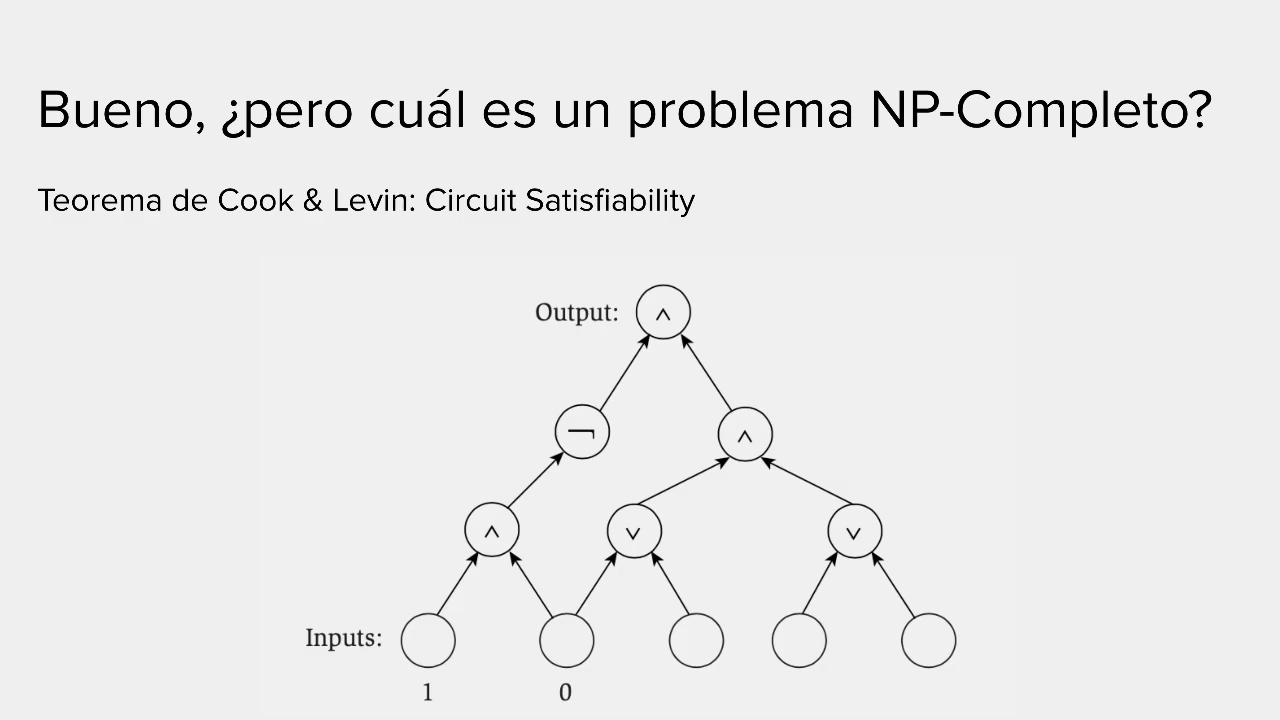 Bueno, ¿pero cuál es un problema NP-Completo?
Teorema de Cook & Levin: Circuit Satisfiability
Output: ∧
¬ ∧
∧ ∨ ∨
Inputs:
1 0